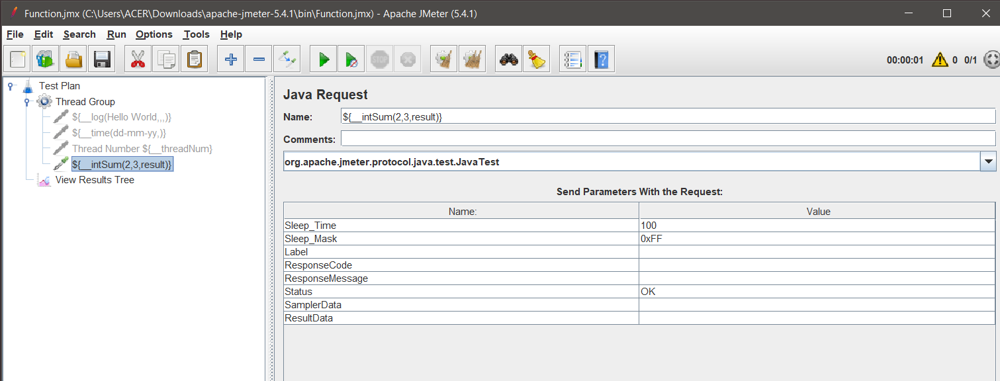 Function.jmx (C:\Users\ACER\Downloads\apache-jmeter-5.4.1\bin\Function.jmx) - Apache JMeter (5.4.1)
File Edit Search Run Options Tools Help
STOP
00:00:01 0 0/1
Test Plan
Thread Group
${__log(Hello World,,,)}
${__time(dd-mm-yy,)}
Thread Number ${__threadNum}
${__intSum(2,3,result)}
View Results Tree
Java Request
Name: ${__intSum(2,3,result)}
Comments:
org.apache.jmeter.protocol.java.test.JavaTest
Send Parameters With the Request:
Name: Value
Sleep_Time 100
Sleep_Mask 0xFF
Label
ResponseCode
ResponseMessage
Status OK
SamplerData
ResultData